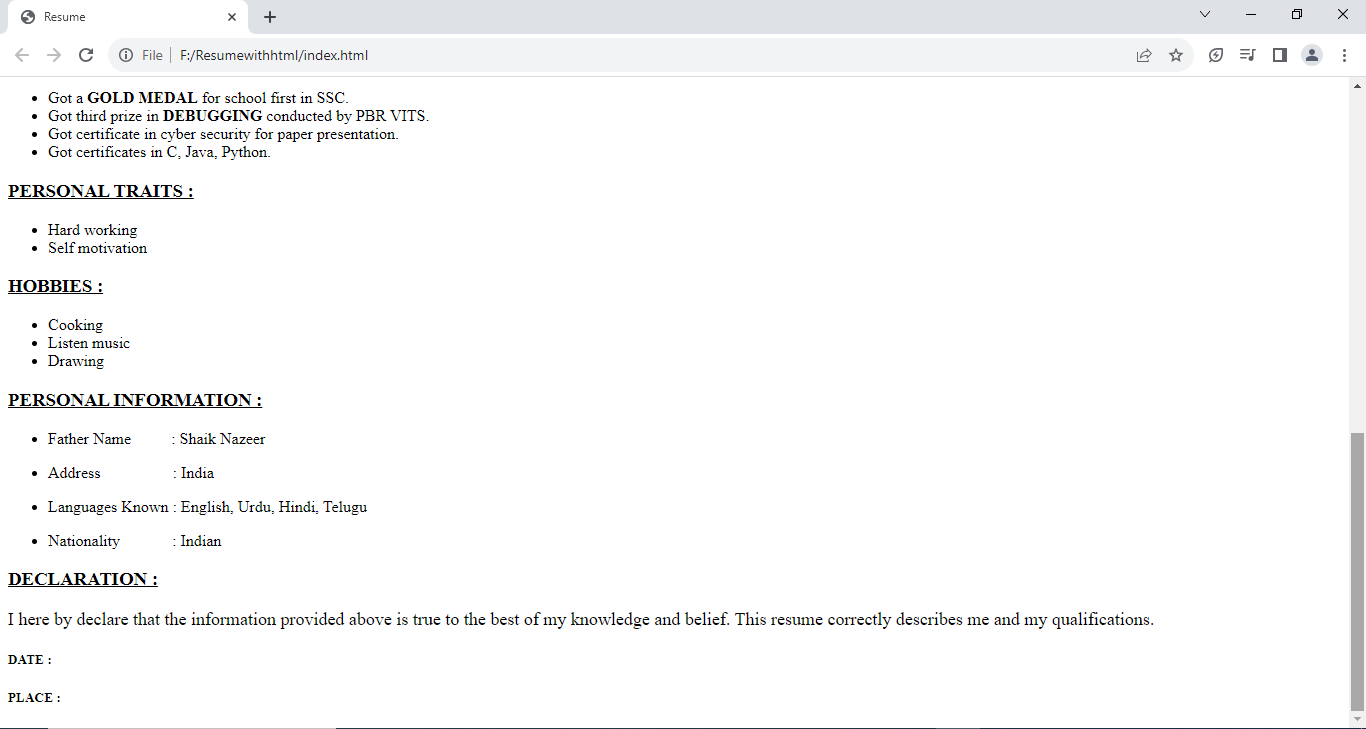 Resume
File
F:/Resumewithhtml/index.html
Got a GOLD MEDAL for school first in SSC.
Got third prize in DEBUGGING conducted by PBR VITS.
Got certificate in cyber security for paper presentation.
Got certificates in C, Java, Python.
PERSONAL TRAITS :
Hard working
Self motivation
HOBBIES :
Cooking
Listen music
Drawing
PERSONAL INFORMATION :
Father Name : Shaik Nazeer
Address : India
Languages Known : English, Urdu, Hindi, Telugu
Nationality : Indian
DECLARATION :
I here by declare that the information provided above is true to the best of my knowledge and belief. This resume correctly describes me and my qualifications.
DATE :
PLACE :